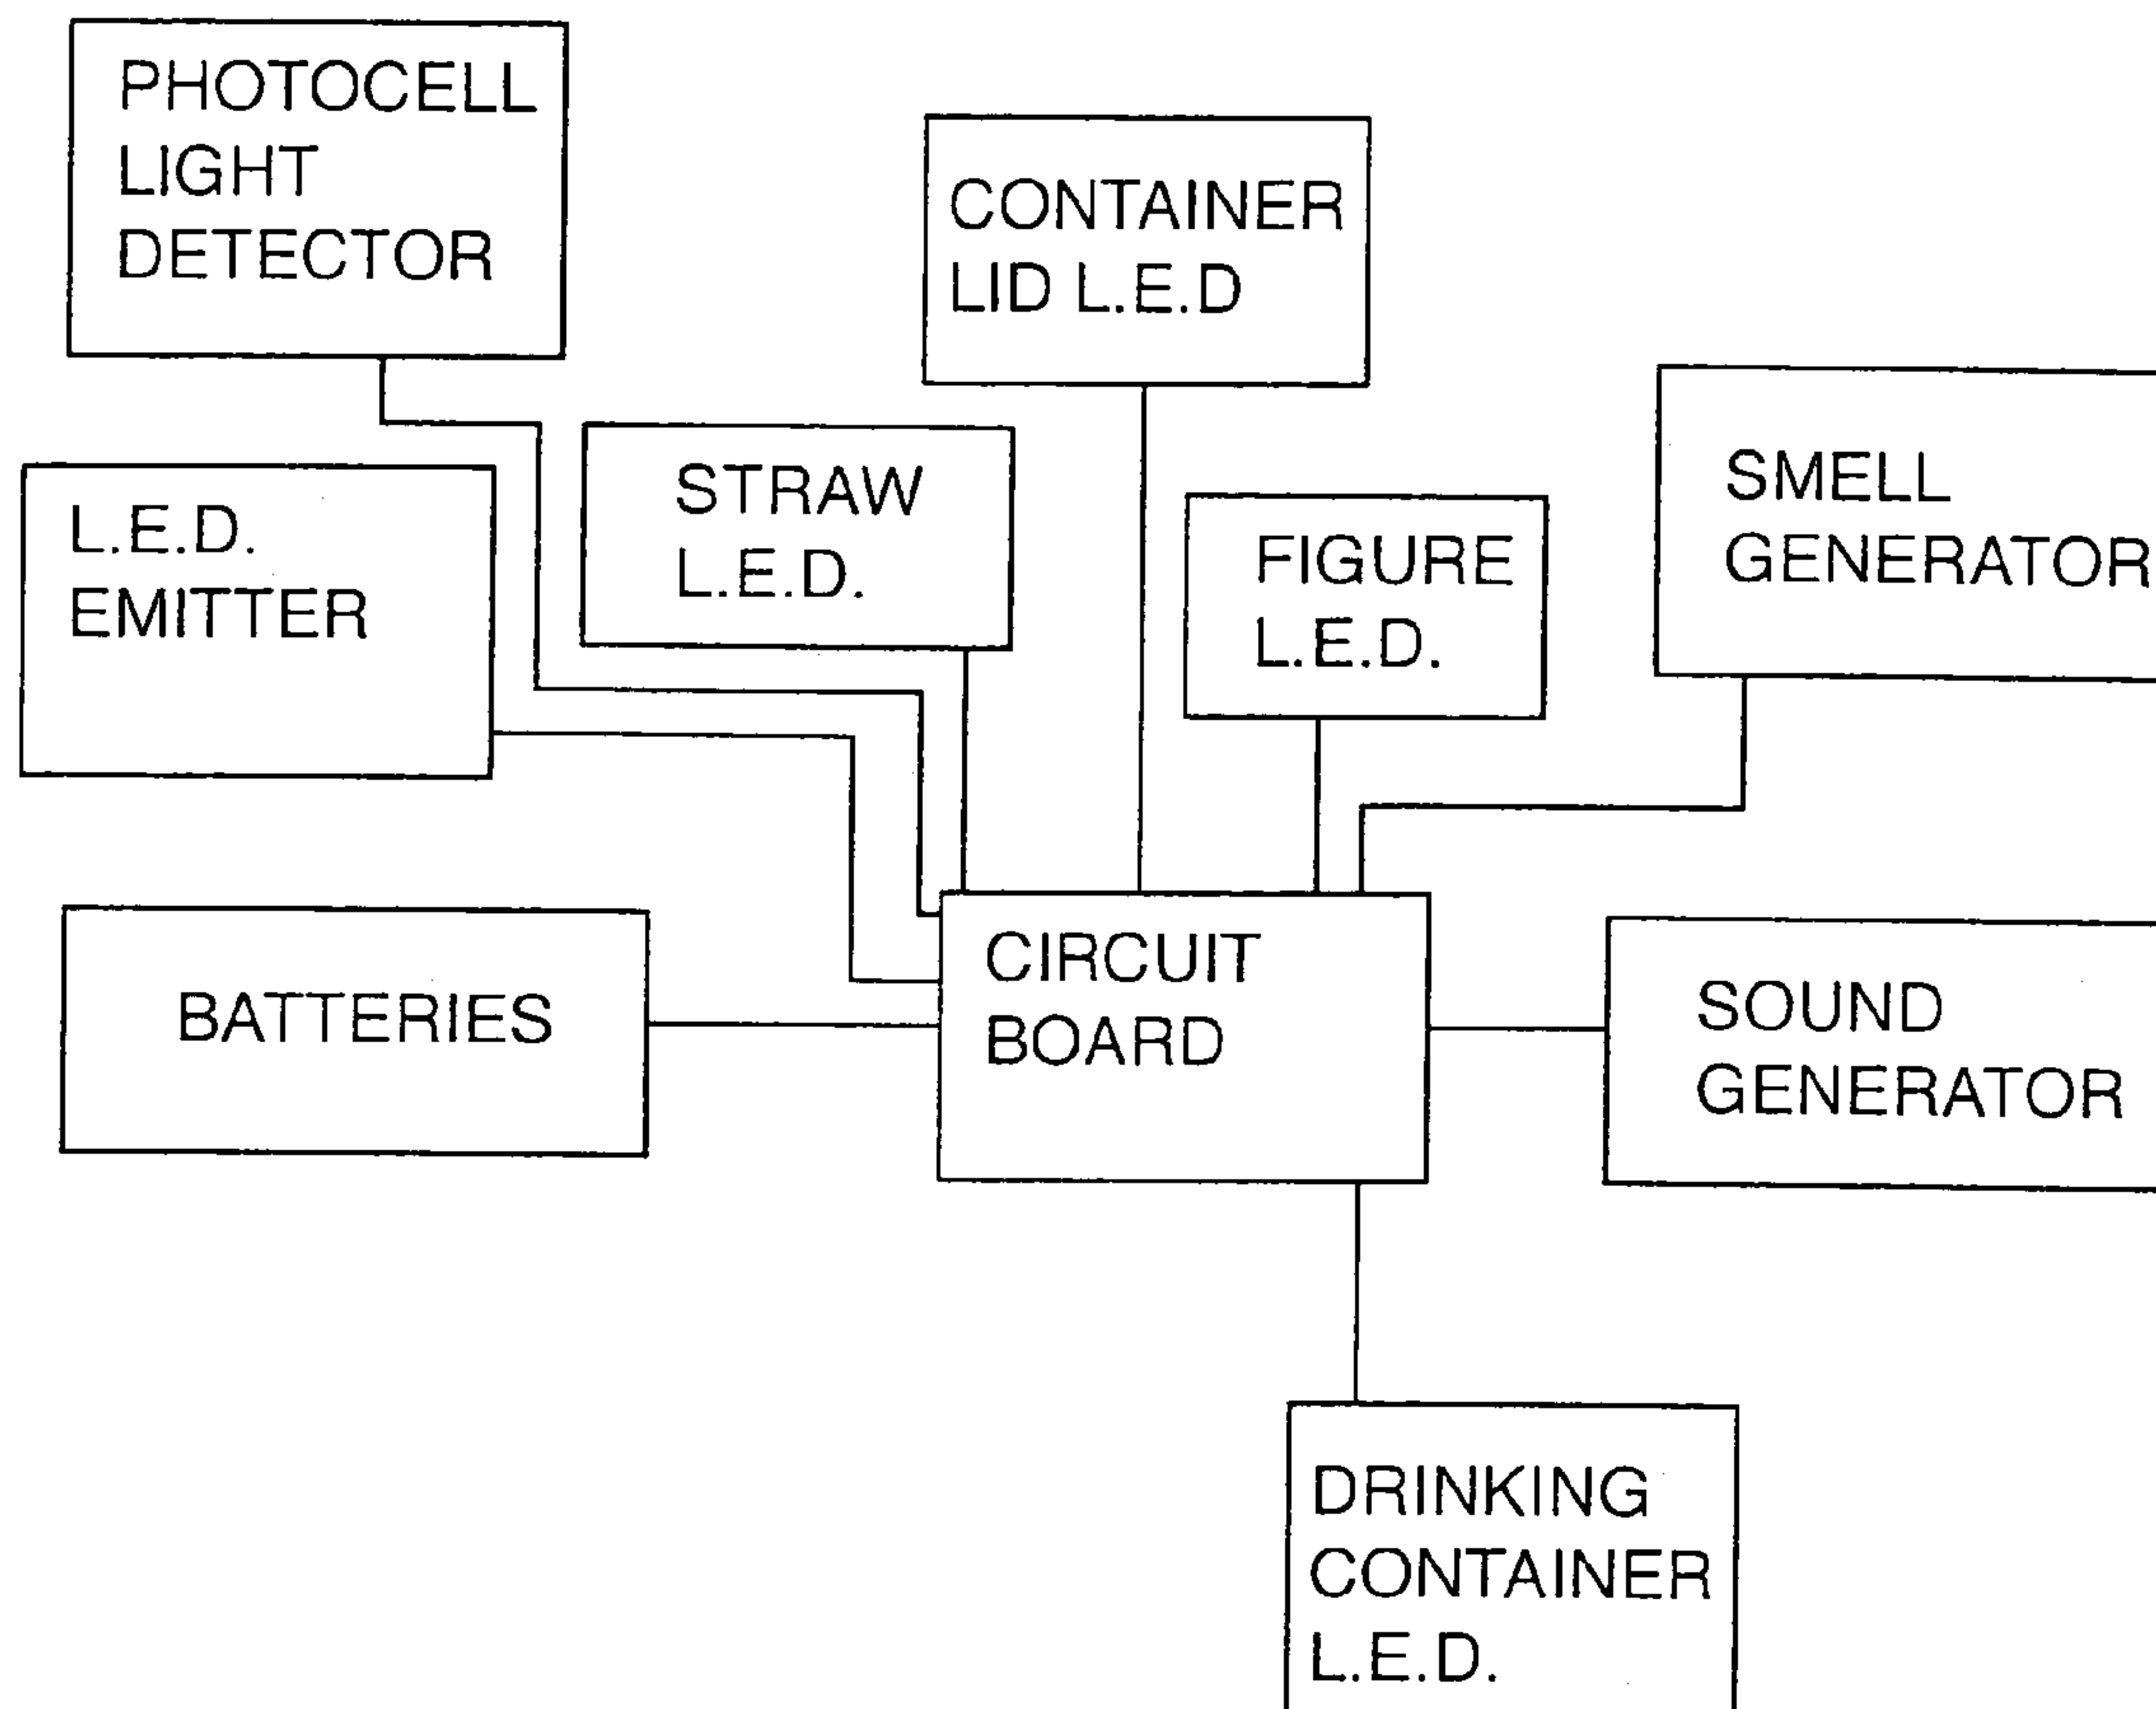 PHOTOCELL
LIGHT
DETECTOR
CONTAINER
LID L.E.D
STRAW
L.E.D.
L.E.D.
EMITTER
FIGURE
L.E.D.
SMELL
GENERATOR
BATTERIES
CIRCUIT
BOARD
SOUND
GENERATOR
DRINKING
CONTAINER
L.E.D.